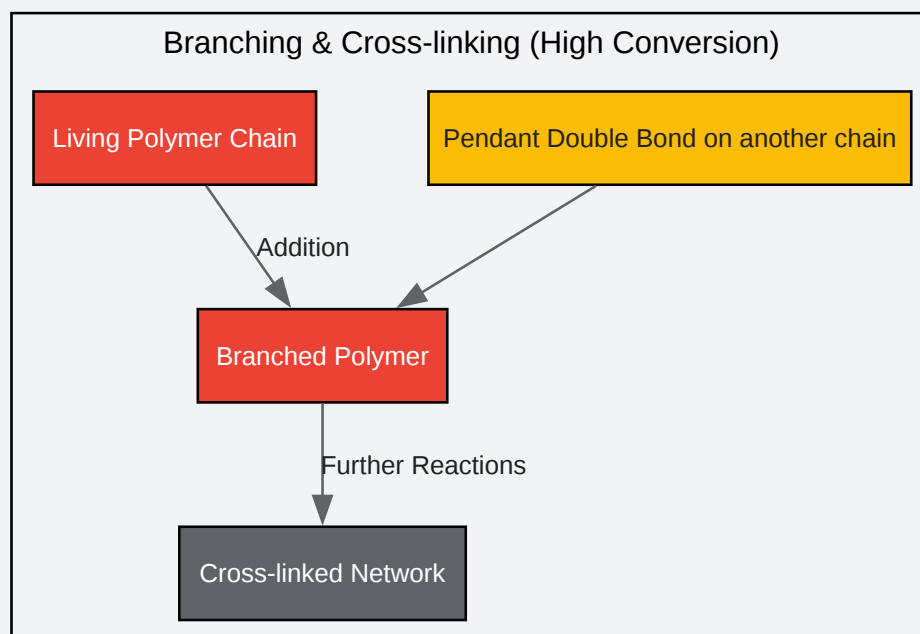 Branching & Cross-linking (High Conversion)
Living Polymer Chain
Pendant Double Bond on another chain
Addition
Branched Polymer
Further Reactions
Cross-linked Network